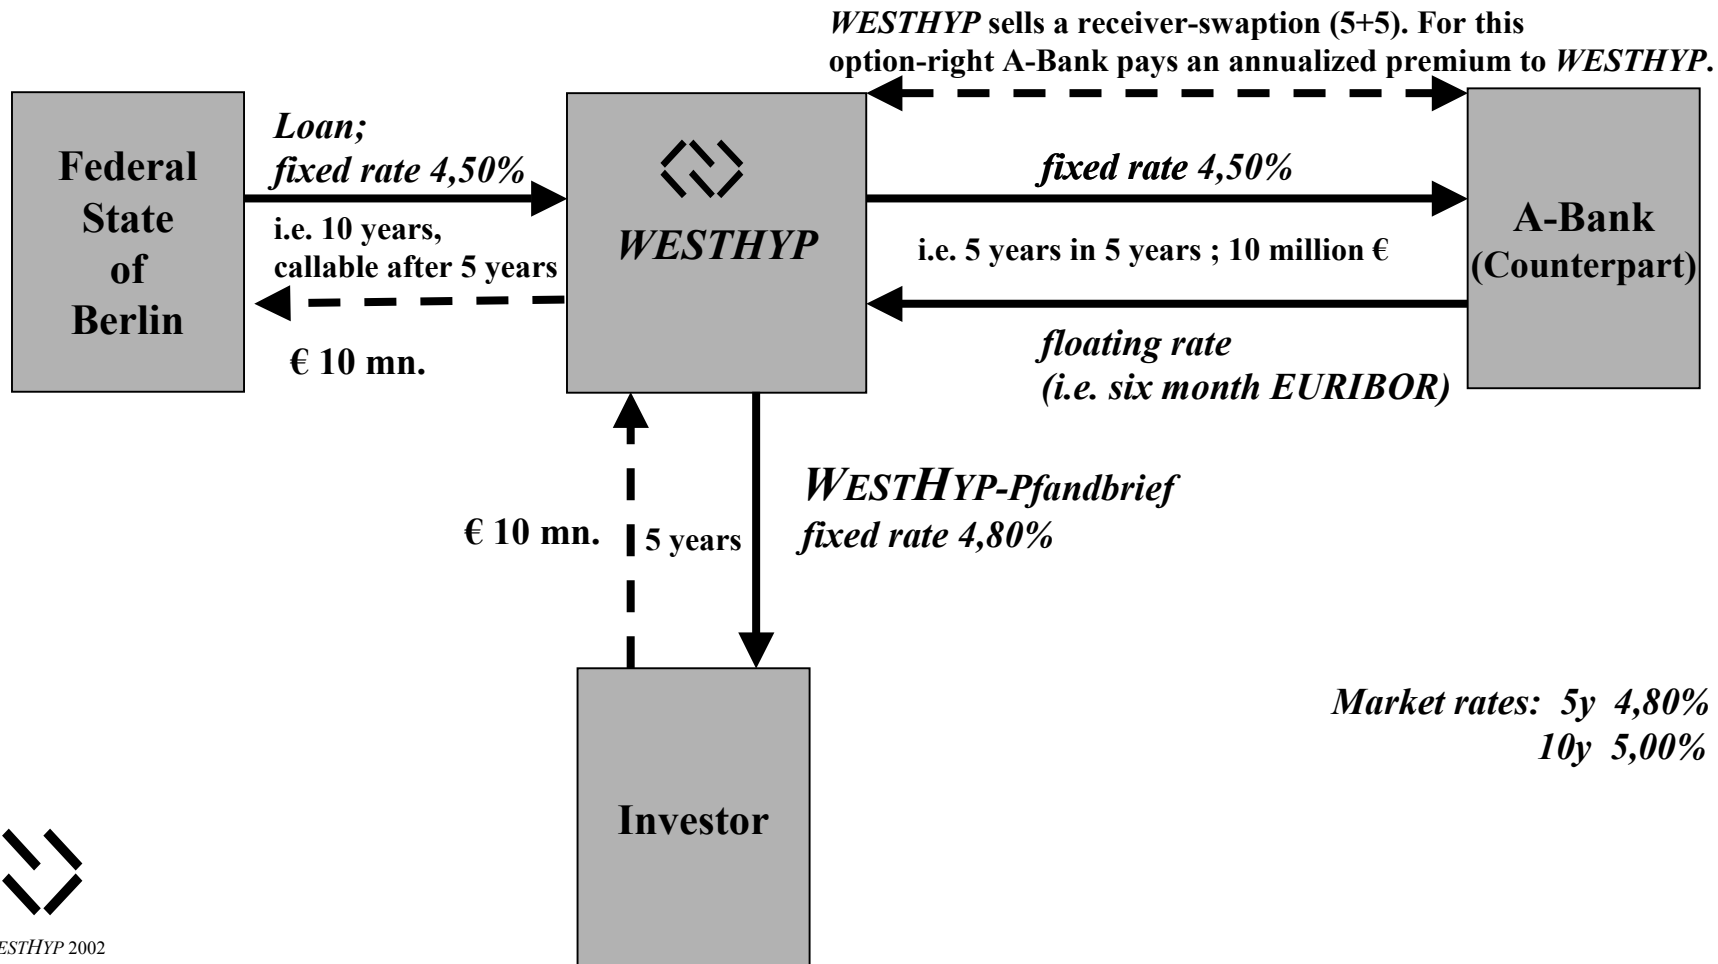 WESTHYP sells a receiver-swaption (5+5). For this
option-right A-Bank pays an annualized premium to WESTHYP.
Federal
State
of
Berlin
Loan;
fixed rate 4,50%
i.e. 10 years,
callable after 5 years
€ 10 mn.
WESTHYP
fixed rate 4,50%
i.e. 5 years in 5 years ; 10 million €
floating rate
(i.e. six month EURIBOR)
A-Bank
(Counterpart)
€ 10 mn.
5 years
WESTHYP-Pfandbrief
fixed rate 4,80%
Investor
Market rates: 5y 4,80%
10y 5,00%
ESTHYP 2002